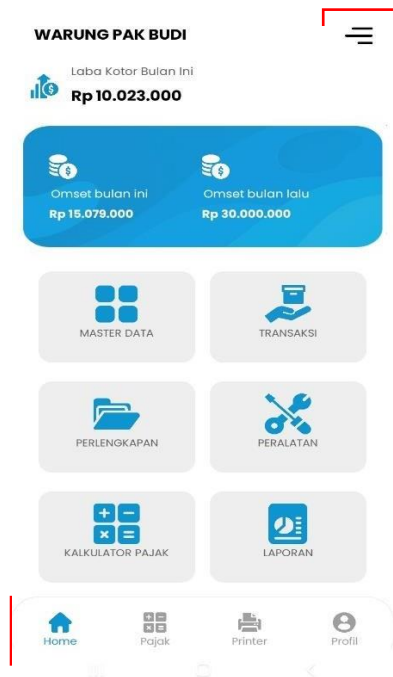 WARUNG PAK BUDI
Laba Kotor Bulan Ini
Rp 10.023.000
Omset bulan ini
Omset bulan lalu
Rp 15.079.000
Rp 30.000.000
MASTER DATA
TRANSAKSI
PERLENGKAPAN
PERALATAN
KALKULATOR PAJAK
LAPORAN
Home
Pajak
Printer
Profil